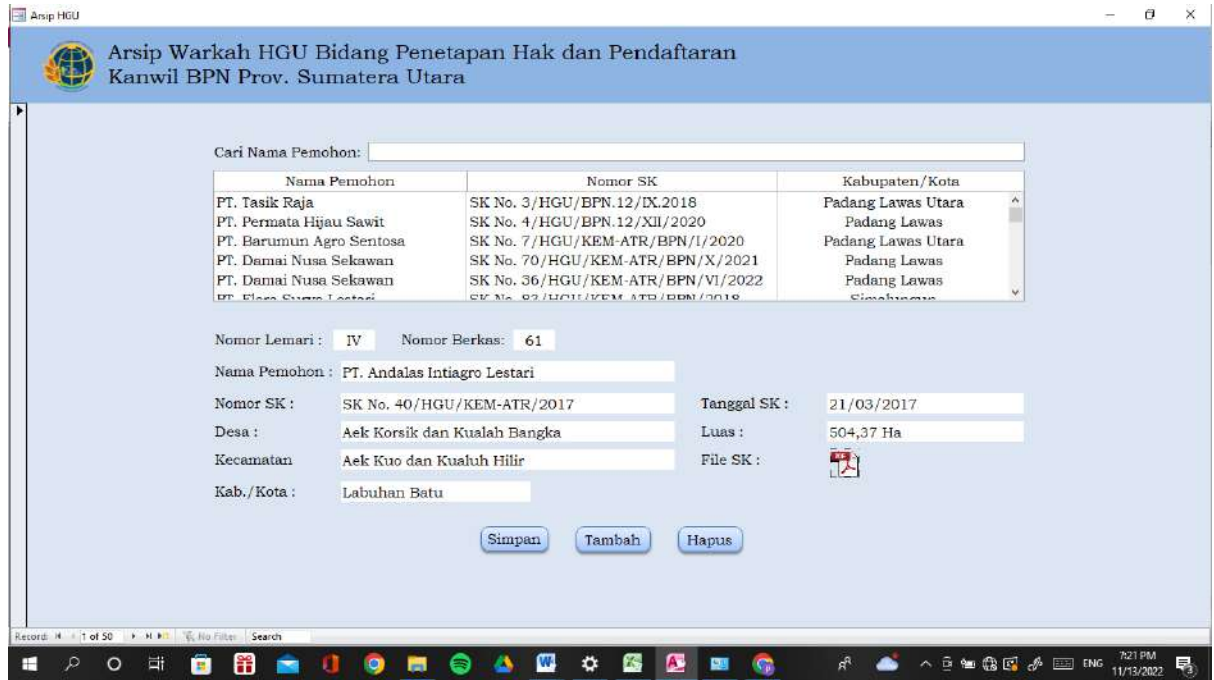 Arsip HGU
Arsip Warkah HGU Bidang Penetapan Hak dan Pendaftaran
Kanwil BPN Prov. Sumatera Utara
Cari Nama Pemohon:
Nama Pemohon Nomor SK Kabupaten/Kota
PT. Tasik Raja SK No. 3/HGU/BPN.12/IX.2018 Padang Lawas Utara
PT. Permata Hijau Sawit SK No. 4/HGU/BPN.12/XII/2020 Padang Lawas
PT. Barumun Agro Sentosa SK No. 7/HGU/KEM-ATR/BPN/I/2020 Padang Lawas Utara
PT. Damai Nusa Sekawan SK No. 70/HGU/KEM-ATR/BPN/X/2021 Padang Lawas
PT. Damai Nusa Sekawan SK No. 36/HGU/KEM-ATR/BPN/VI/2022 Padang Lawas
Nomor Lemari : IV Nomor Berkas: 61
Nama Pemohon : PT. Andalas Intiagro Lestari
Nomor SK : SK No. 40/HGU/KEM-ATR/2017 Tanggal SK : 21/03/2017
Desa : Aek Korsik dan Kualah Bangka Luas : 504,37 Ha
Kecamatan Aek Kuo dan Kualuh Hilir File SK :
Kab./Kota : Labuhan Batu
Simpan Tambah Hapus
Record: 1 of 50 No Filter Search
ENG 7:21 PM
11/13/2022